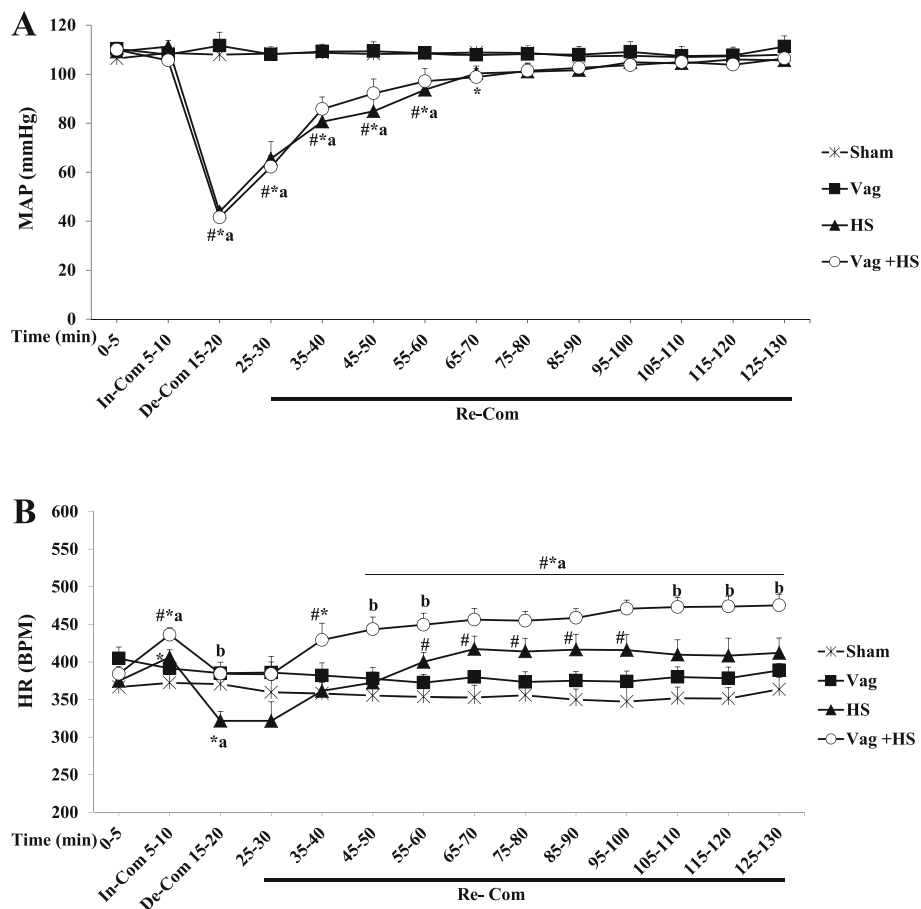 A
MAP (mmHg)
120
100
80
60
40
20
0
#*a
#*a
#*a
#*a
#*a
*
Sham
Vag
HS
Vag +HS
Time (min)
0-5
In-Com 5-10
De-Com 15-20
25-30
35-40
45-50
55-60
65-70
75-80
85-90
95-100
105-110
115-120
125-130
Re-Com
B
HR (BPM)
600
550
500
450
400
350
300
250
200
#*a
#*a
*
b
*a
#*
b
b
#
#
#
#
#
b
b
b
Sham
Vag
HS
Vag +HS
Time (min)
0-5
In-Com 5-10
De-Com 15-20
25-30
35-40
45-50
55-60
65-70
75-80
85-90
95-100
105-110
115-120
125-130
Re- Com